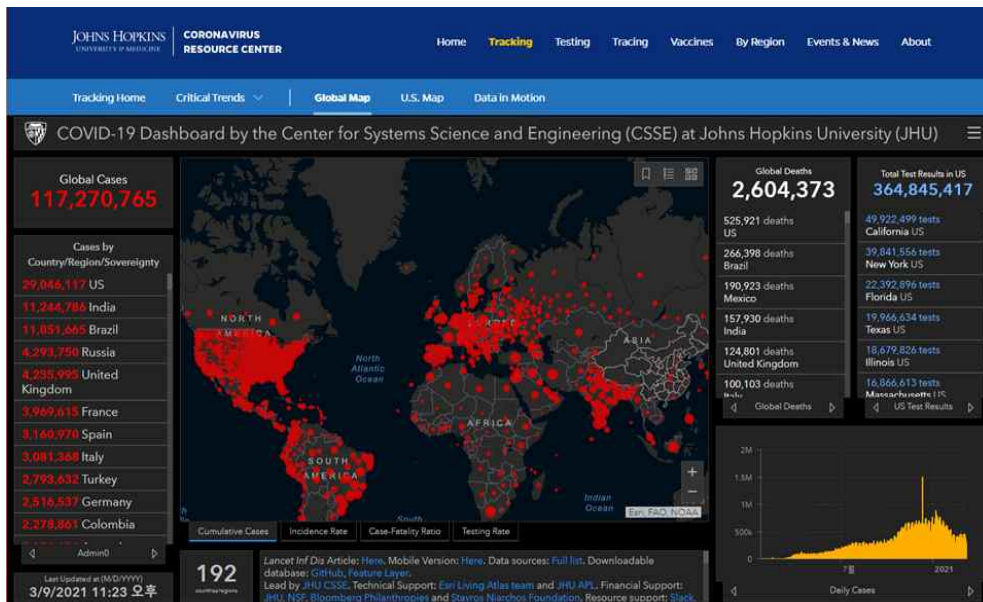 JOHNS HOPKINS
UNIVERSITY & MEDICINE
CORONAVIRUS
RESOURCE CENTER
Home Tracking Testing Tracing Vaccines By Region Events & News About
Tracking Home Critical Trends Global Map U.S. Map Data in Motion
COVID-19 Dashboard by the Center for Systems Science and Engineering (CSSE) at Johns Hopkins University (JHU)
Global Cases
117,270,765
Cases by
Country/Region/Sovereignty
29,046,117 US
11,244,786 India
11,051,665 Brazil
4,293,750 Russia
4,235,995 United
Kingdom
3,969,615 France
3,160,970 Spain
3,081,368 Italy
2,793,632 Turkey
2,516,537 Germany
2,278,861 Colombia
Admin0
Last Updated at (M/D/YYYY)
3/9/2021 11:23 오후
NORTH
AMERICA
North
Atlantic
Ocean
EUROPE
ASIA
AFRICA
SOUTH
AMERICA
Indian
Ocean
South
Esri, FAO, NOAA
Cumulative Cases Incidence Rate Case-Fatality Ratio Testing Rate
192
countries/regions
Lancet Inf Dis Article: Here. Mobile Version: Here. Data sources: Full list. Downloadable
database: GitHub, Feature Layer.
Lead by JHU CSSE. Technical Support: Esri Living Atlas team and JHU APL. Financial Support:
JHU, NSF, Bloomberg Philanthropies and Stavros Niarchos Foundation. Resource support: Slack,
Global Deaths
2,604,373
525,921 deaths
US
266,398 deaths
Brazil
190,923 deaths
Mexico
157,930 deaths
India
124,801 deaths
United Kingdom
100,103 deaths
Italy
Global Deaths
Total Test Results in US
364,845,417
49,922,499 tests
California US
39,841,556 tests
New York US
22,392,896 tests
Florida US
19,966,634 tests
Texas US
18,679,826 tests
Illinois US
16,866,613 tests
Massachusetts US
US Test Results
2M
1.5M
1M
500k
0
7월 2021
Daily Cases